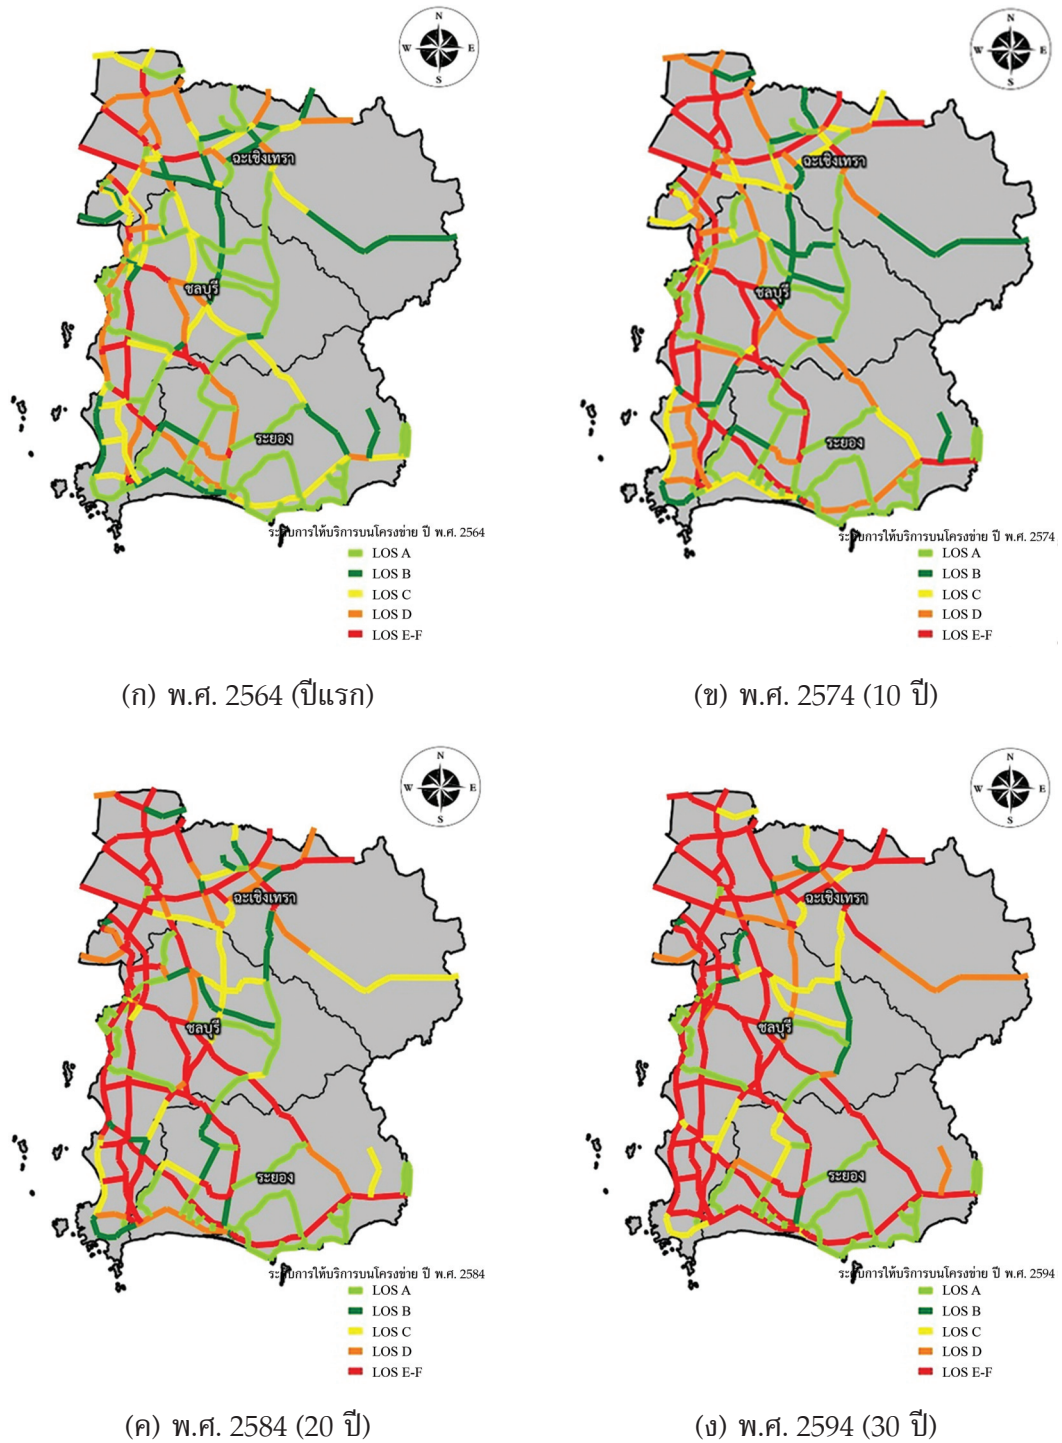 N
W E
S
N
W E
S
ฉะเชิงเทรา
ชลบุรี
ระยอง
ระดับการให้บริการบนโครงข่าย ปี พ.ศ. 2564
LOS A
LOS B
LOS C
LOS D
LOS E-F
ฉะเชิงเทรา
ชลบุรี
ระยอง
ระดับการให้บริการบนโครงข่าย ปี พ.ศ. 2574
LOS A
LOS B
LOS C
LOS D
LOS E-F
(ก) พ.ศ. 2564 (ปีแรก)
(ข) พ.ศ. 2574 (10 ปี)
N
W E
S
N
W E
S
ฉะเชิงเทรา
ชลบุรี
ระยอง
ระดับการให้บริการบนโครงข่าย ปี พ.ศ. 2584
LOS A
LOS B
LOS C
LOS D
LOS E-F
ฉะเชิงเทรา
ชลบุรี
ระยอง
ระดับการให้บริการบนโครงข่าย ปี พ.ศ. 2594
LOS A
LOS B
LOS C
LOS D
LOS E-F
(ค) พ.ศ. 2584 (20 ปี)
(ง) พ.ศ. 2594 (30 ปี)